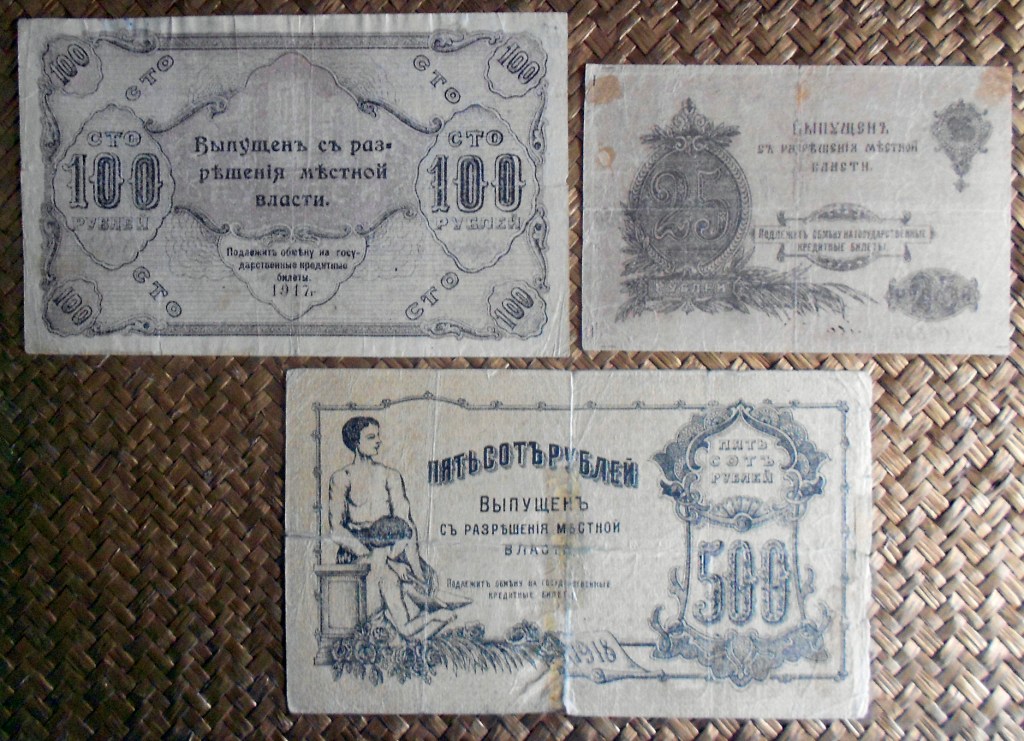 100
СТО
СТО
100
СТО
100
РУБЛЕЙ
Выпущенъ съ раз-
рѣшенія мѣстной
власти.
СТО
100
РУБЛЕЙ
Подлежитъ обмѣну на госу-
дарственные кредитные
билеты.
1917г
100
СТО
СТО
100
25
РУБЛЕЙ
ВЫПУЩЕНЪ
СЪ РАЗРѢШЕНІЯ МѢСТНОЙ
ВЛАСТИ.
ПОДЛЕЖИТЪ ОБМѢНУ НА ГОСУДАРСТВЕННЫЕ
КРЕДИТНЫЕ БИЛЕТЫ.
ПЯТЬСОТЪ РУБЛЕЙ
ВЫПУЩЕНЪ
СЪ РАЗРѢШЕНІЯ МѢСТНОЙ
ВЛАСТИ
ПОДЛЕЖИТЪ ОБМѢНУ НА ГОСУДАРСТВЕННЫЕ
КРЕДИТНЫЕ БИЛЕТЫ
1918
ПЯТЬ
СОТЪ
РУБЛЕЙ
500